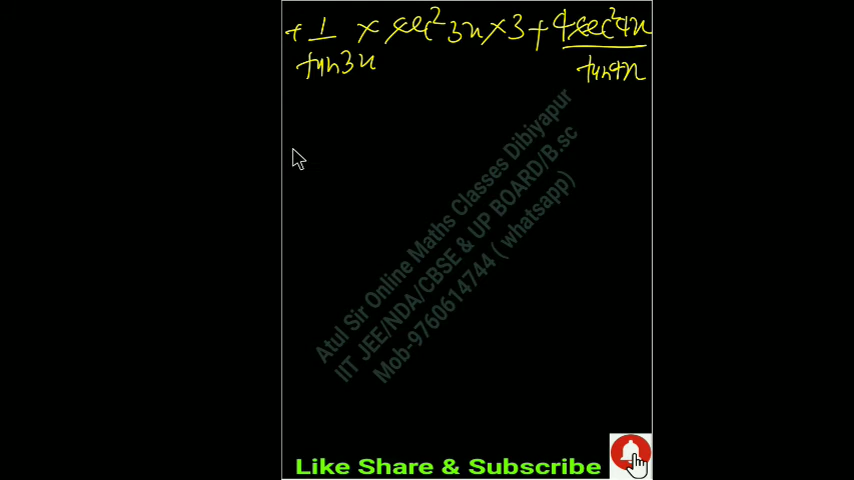 + 1/tan3x × sec²3x × 3 + 4sec²4x/tan4x
Atul Sir Online Maths Classes Dibiyapur
IIT JEE/NDA/CBSE & UP BOARD/B.sc
Mob-9760614744 ( whatsapp)
Like Share & Subscribe